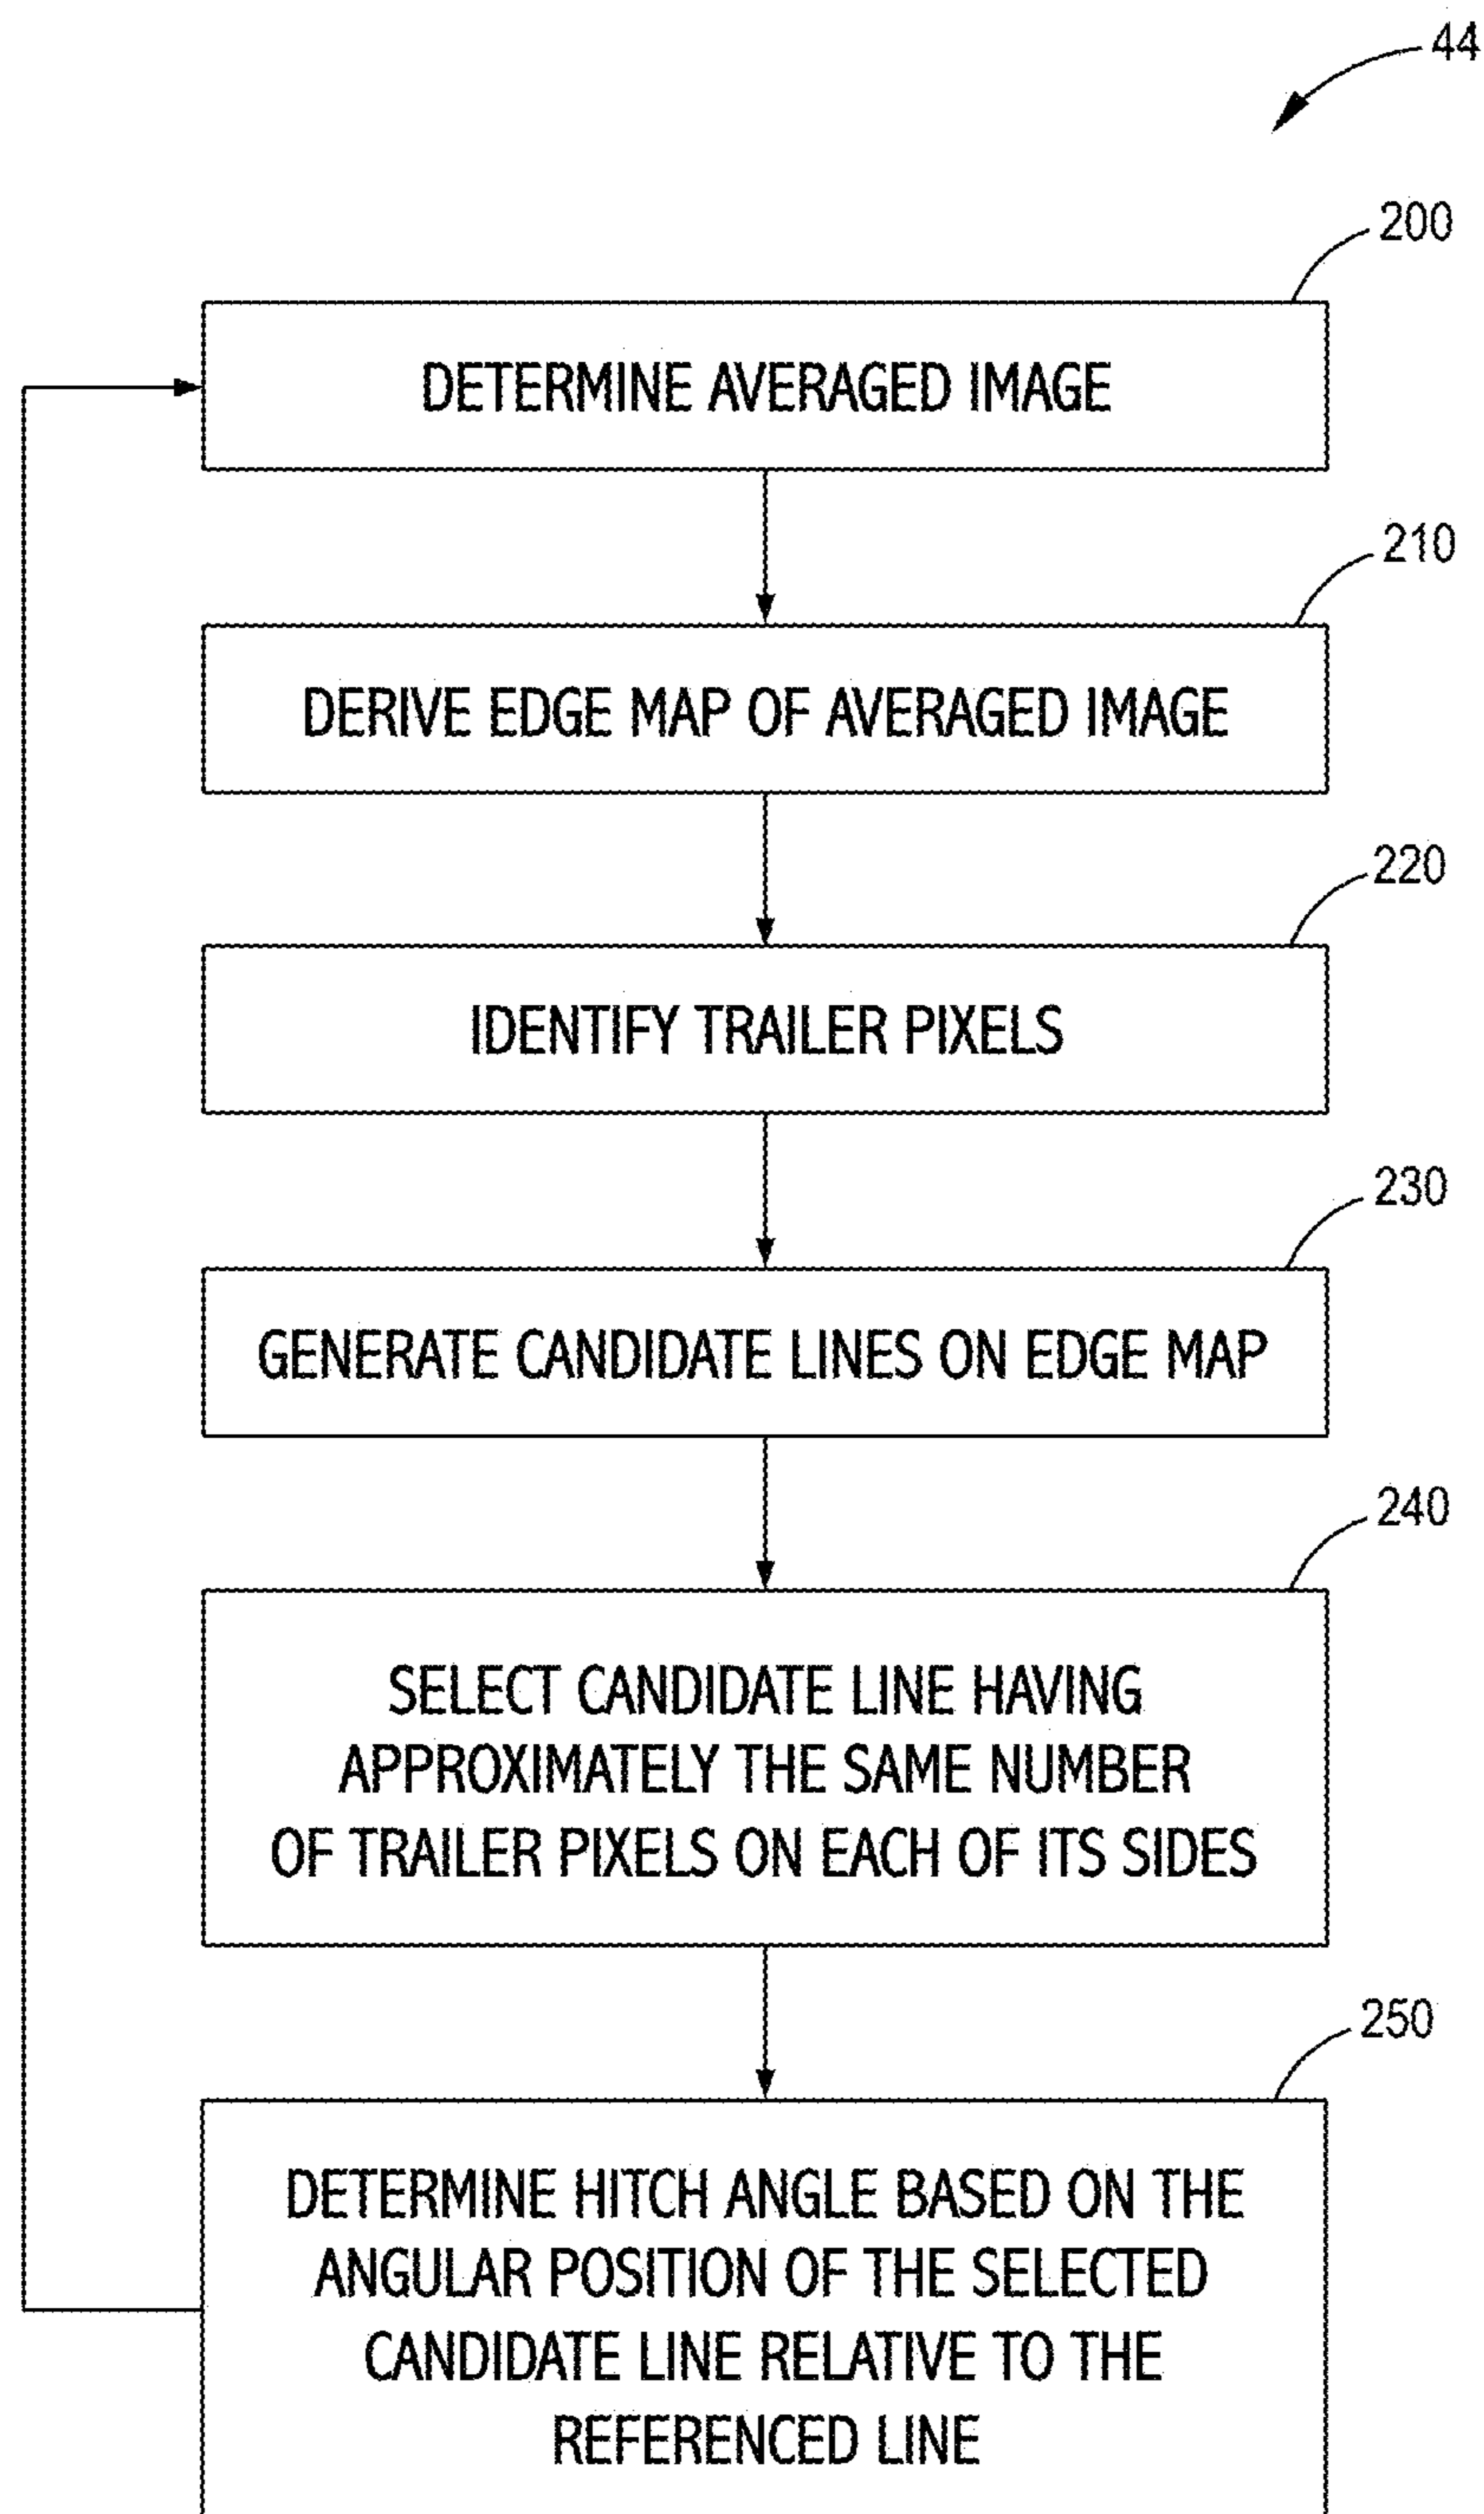 44
200
DETERMINE AVERAGED IMAGE
210
DERIVE EDGE MAP OF AVERAGED IMAGE
220
IDENTIFY TRAILER PIXELS
230
GENERATE CANDIDATE LINES ON EDGE MAP
240
SELECT CANDIDATE LINE HAVING
APPROXIMATELY THE SAME NUMBER
OF TRAILER PIXELS ON EACH OF ITS SIDES
250
DETERMINE HITCH ANGLE BASED ON THE
ANGULAR POSITION OF THE SELECTED
CANDIDATE LINE RELATIVE TO THE
REFERENCED LINE